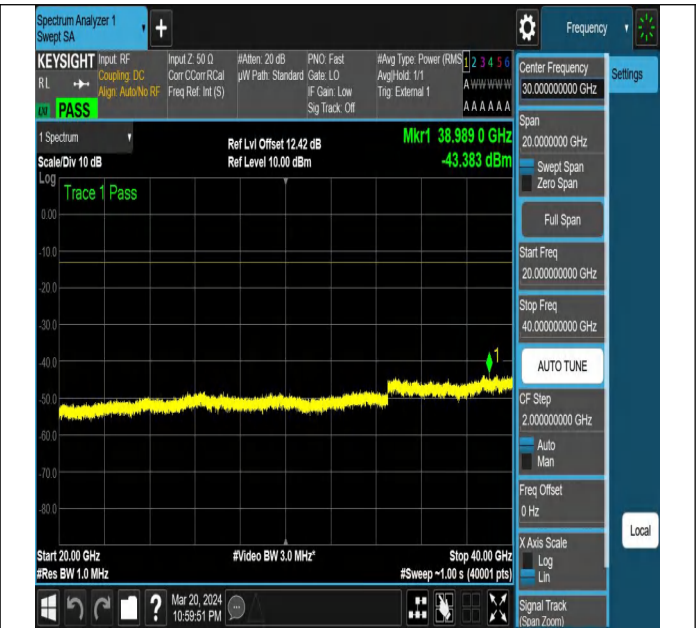 Spectrum Analyzer 1
Swept SA
Frequency
KEYSIGHT
Input: RF
Coupling: DC
Align: Auto/No RF
Input Z: 50 Ω
Corr CCorr RCal
Freq Ref: Int (S)
#Atten: 20 dB
µW Path: Standard
PNO: Fast
Gate: LO
IF Gain: Low
Sig Track: Off
#Avg Type: Power (RMS
Avg|Hold: 1/1
Trig: External 1
1 2 3 4 5 6
A W W W W W
A A A A A A
RL
PASS
Center Frequency
30.000000000 GHz
Settings
1 Spectrum
Scale/Div 10 dB
Ref Lvl Offset 12.42 dB
Ref Level 10.00 dBm
Mkr1 38.989 0 GHz
-43.383 dBm
Span
20.0000000 GHz
Swept Span
Zero Span
Log
Trace 1 Pass
0.00
-10.0
-20.0
-30.0
-40.0
-50.0
-60.0
-70.0
-80.0
1
Full Span
Start Freq
20.000000000 GHz
Stop Freq
40.000000000 GHz
AUTO TUNE
CF Step
2.000000000 GHz
Auto
Man
Freq Offset
0 Hz
X Axis Scale
Log
Lin
Local
Signal Track
(Span Zoom)
Start 20.00 GHz
#Video BW 3.0 MHz*
Stop 40.00 GHz
#Res BW 1.0 MHz
#Sweep ~1.00 s (40001 pts)
?
Mar 20, 2024
10:59:51 PM